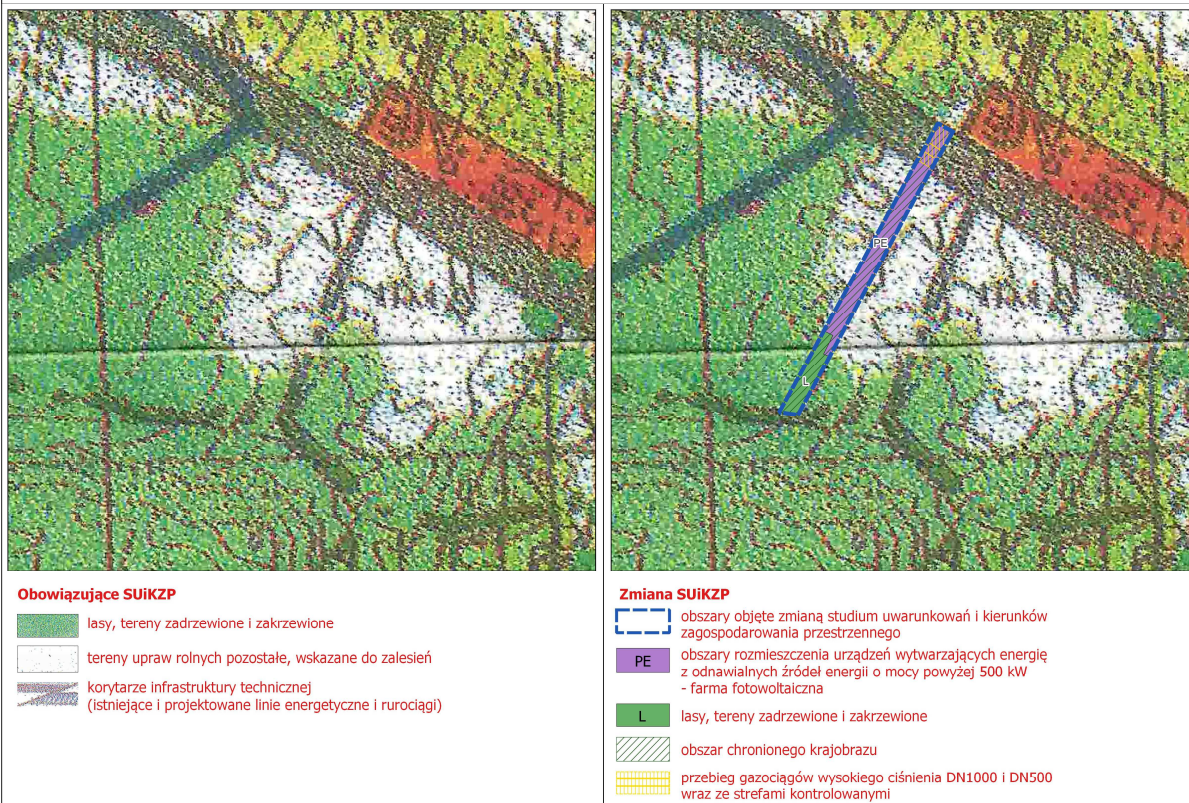 PE
L
Obowiązujące SUiKZP
lasy, tereny zadrzewione i zakrzewione
tereny upraw rolnych pozostałe, wskazane do zalesień
korytarze infrastruktury technicznej
(istniejące i projektowane linie energetyczne i rurociągi)
Zmiana SUiKZP
obszary objęte zmianą studium uwarunkowań i kierunków
zagospodarowania przestrzennego
PE
obszary rozmieszczenia urządzeń wytwarzających energię
z odnawialnych źródeł energii o mocy powyżej 500 kW
- farma fotowoltaiczna
L
lasy, tereny zadrzewione i zakrzewione
obszar chronionego krajobrazu
przebieg gazociągów wysokiego ciśnienia DN1000 i DN500
wraz ze strefami kontrolowanymi